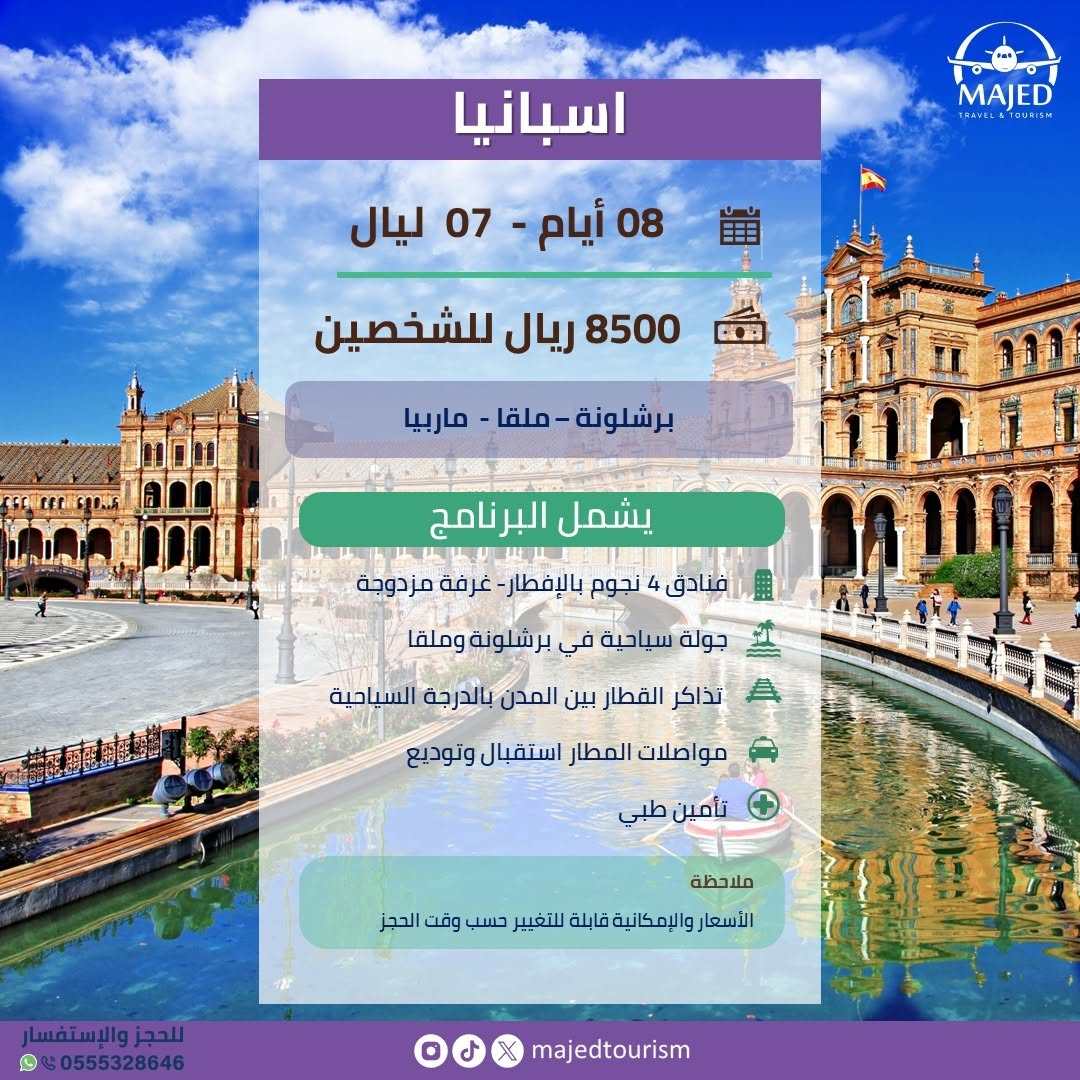 MAJED
TRAVEL & TOURISM
اسبانيا
08 أيام - 07 ليال
8500 ريال للشخصين
برشلونة – ملقا - ماربيا
يشمل البرنامج
فنادق 4 نجوم بالإفطار- غرفة مزدوجة
جولة سياحية في برشلونة وملقا
تذاكر القطار بين المدن بالدرجة السياحية
مواصلات المطار استقبال وتوديع
تأمين طبي
ملاحظة
الأسعار والإمكانية قابلة للتغيير حسب وقت الحجز
للحجز والإستفسار
0555328646
majedtourism